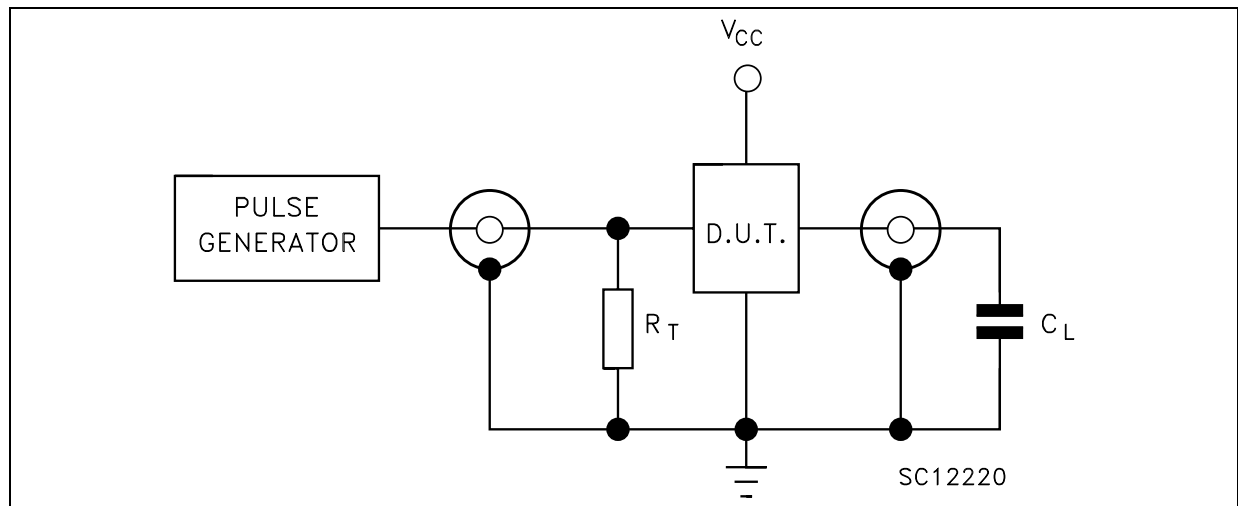 VCC
PULSE
GENERATOR
D.U.T.
RT
CL
SC12220